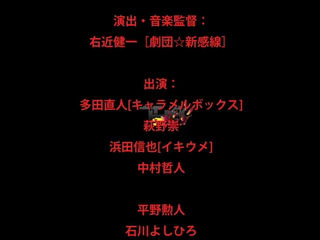 演出・音楽監督：
右近健一［劇団☆新感線］
出演：
多田直人[キャラメルボックス]
萩野崇
浜田信也[イキウメ]
中村哲人
平野勲人
石川よしひろ